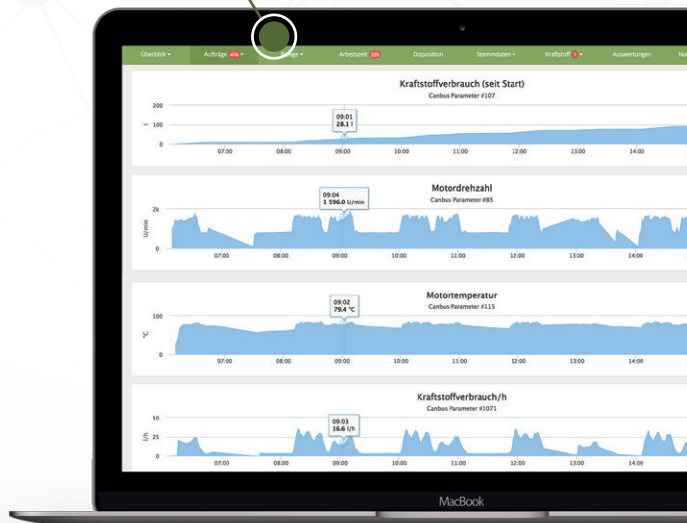 Überblick Aufträge 416 Arbeitszeit 339 Disposition Stammdaten Kraftstoff 1 Auswertungen Na
Kraftstoffverbrauch (seit Start)
Canbus Parameter #107
200
09:01
28.1 l
l
100
0
07:00 08:00 09:00 10:00 11:00 12:00 13:00 14:00
Motordrehzahl
Canbus Parameter #85
2k
09:04
1 596.0 U/min
U/min
0
07:00 08:00 09:00 10:00 11:00 12:00 13:00 14:00
Motortemperatur
Canbus Parameter #115
100
09:02
79.4 °C
°C
0
07:00 08:00 09:00 10:00 11:00 12:00 13:00 14:00
Kraftstoffverbrauch/h
Canbus Parameter #1071
50
09:03
16.6 l/h
l/h
25
0
07:00 08:00 09:00 10:00 11:00 12:00 13:00 14:00
MacBook